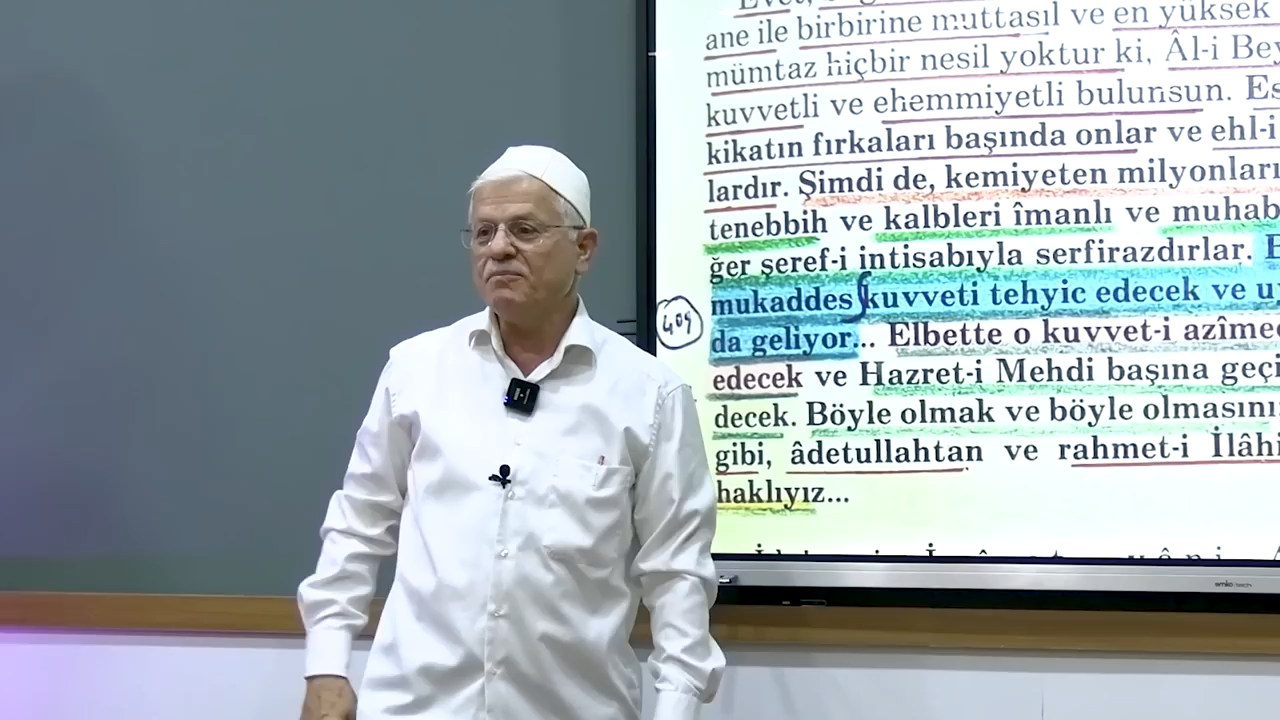 Evet,
ane ile birbirine muttasıl ve en yüksek
mümtaz hiçbir nesil yoktur ki, Âl-i Bey
kuvvetli ve ehemmiyetli bulunsun. Es
kikatın fırkaları başında onlar ve ehl-i
lardır. Şimdi de, kemiyeten milyonları
tenebbih ve kalbleri îmanlı ve muhab
ğer şeref-i intisabıyla serfirazdırlar.
mukaddes kuvveti tehyic edecek ve u
409
da geliyor... Elbette o kuvvet-i azîme
edecek ve Hazret-i Mehdi başına geçi
decek. Böyle olmak ve böyle olmasını
gibi, âdetullahtan ve rahmet-i İlâhi
haklıyız...